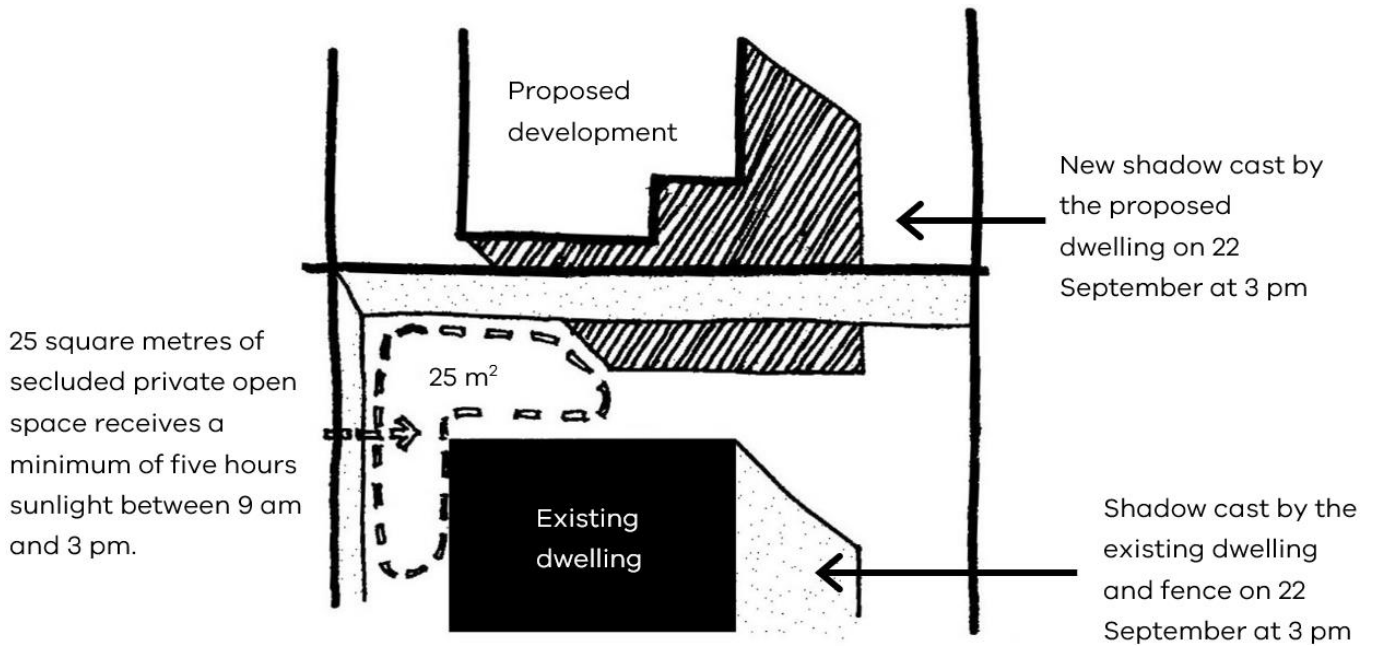 Proposed
development
New shadow cast by
the proposed
dwelling on 22
September at 3 pm
25 square metres of
secluded private open
space receives a
minimum of five hours
sunlight between 9 am
and 3 pm.
25 m²
Existing
dwelling
Shadow cast by the
existing dwelling
and fence on 22
September at 3 pm